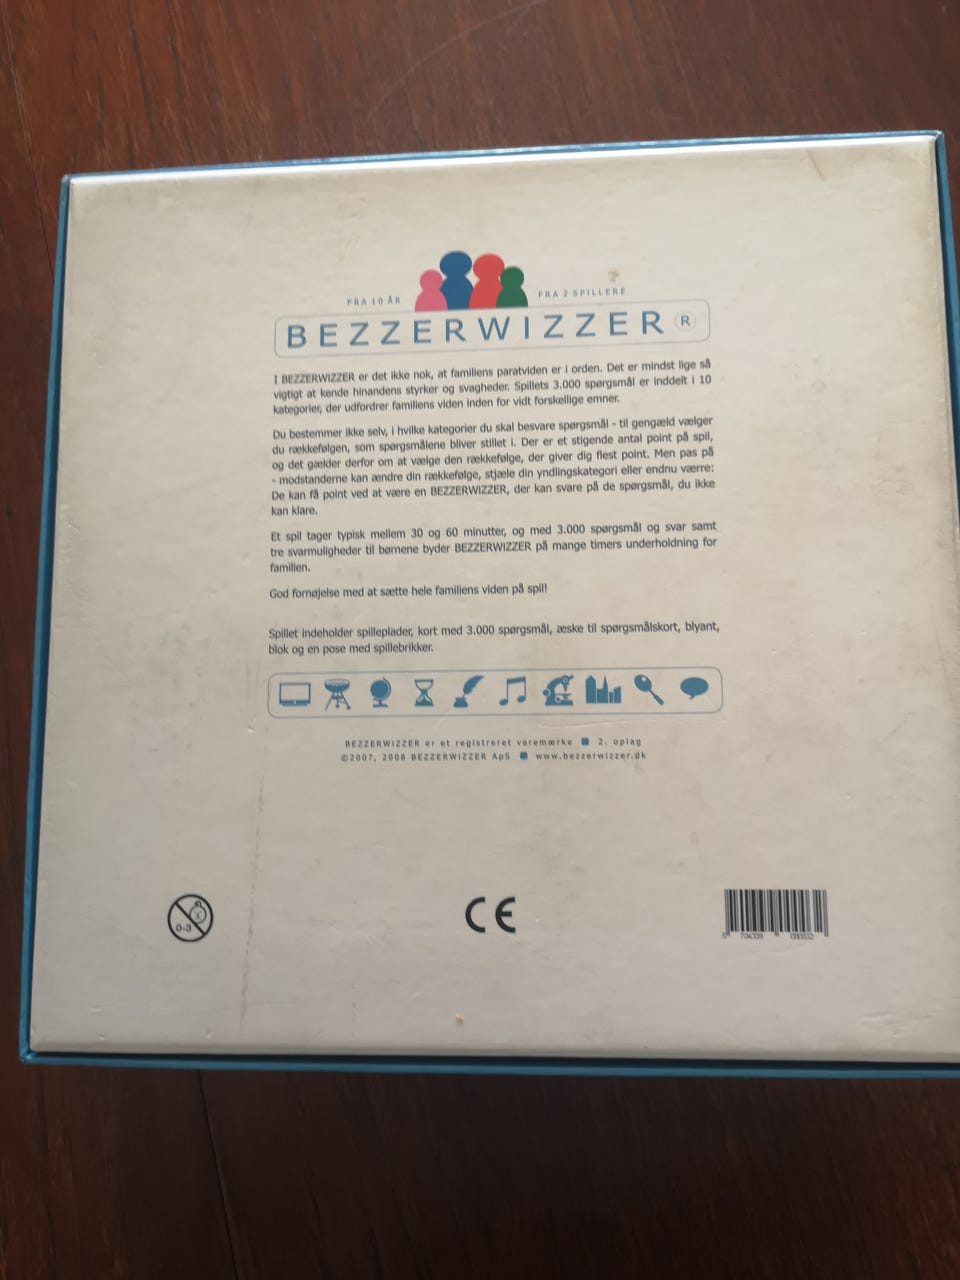 FRA 10 ÅR
FRA 2 SPILLERE
BEZZERWIZZER ®
I BEZZERWIZZER er det ikke nok, at familiens paratviden er i orden. Det er mindst lige så
vigtigt at kende hinandens styrker og svagheder. Spillets 3.000 spørgsmål er inddelt i 10
kategorier, der udfordrer familiens viden inden for vidt forskellige emner.
Du bestemmer ikke selv, i hvilke kategorier du skal besvare spørgsmål - til gengæld vælger
du rækkefølgen, som spørgsmålene bliver stillet i. Der er et stigende antal point på spil,
og det gælder derfor om at vælge den rækkefølge, der giver dig flest point. Men pas på
- modstanderne kan ændre din rækkefølge, stjæle din yndlingskategori eller endnu værre:
De kan få point ved at være en BEZZERWIZZER, der kan svare på de spørgsmål, du ikke
kan klare.
Et spil tager typisk mellem 30 og 60 minutter, og med 3.000 spørgsmål og svar samt
tre svarmuligheder til børnene byder BEZZERWIZZER på mange timers underholdning for
familien.
God fornøjelse med at sætte hele familiens viden på spil!
Spillet indeholder spilleplader, kort med 3.000 spørgsmål, æske til spørgsmålskort, blyant,
blok og en pose med spillebrikker.
BEZZERWIZZER er et registreret varemærke ■ 2. oplag
©2007, 2008 BEZZERWIZZER ApS ■ www.bezzerwizzer.dk
0-3
CE